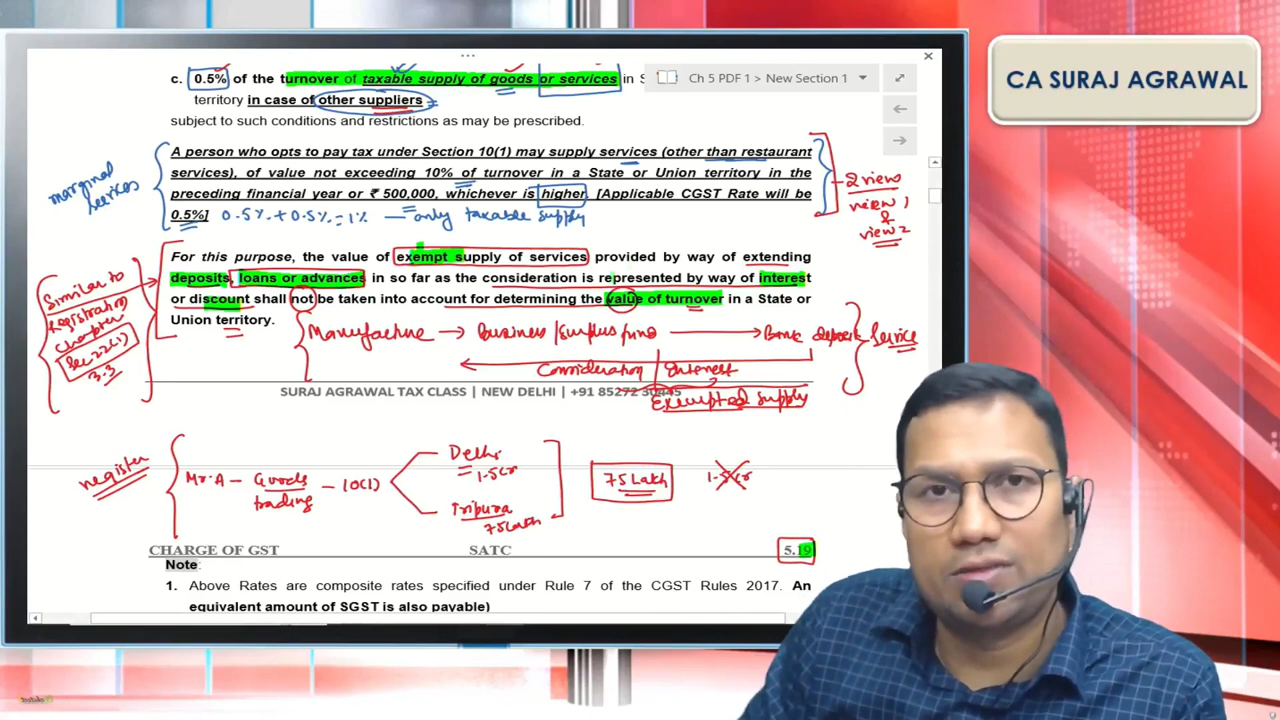 CA SURAJ AGRAWAL
Ch 5 PDF 1 > New Section 1
c. 0.5% of the turnover of taxable supply of goods or services in S
territory in case of other suppliers
subject to such conditions and restrictions as may be prescribed.
marginal services
A person who opts to pay tax under Section 10(1) may supply services (other than restaurant
services), of value not exceeding 10% of turnover in a State or Union territory in the
preceding financial year or ₹ 500,000, whichever is higher. [Applicable CGST Rate will be
0.5%] 0.5% + 0.5% = 1% — only taxable supply
2 view
view 1
&
view 2
For this purpose, the value of exempt supply of services provided by way of extending
deposits, loans or advances in so far as the consideration is represented by way of interest
or discount shall not be taken into account for determining the value of turnover in a State or
Union territory.
Similar to
registration
chapter
Sec 22(1)
3.3
Manufacture → business/surplus fund → Bank deposit Service
Consideration Interest
Exempted Supply
SURAJ AGRAWAL TAX CLASS | NEW DELHI | +91 85272 30445
register
Mr. A – Goods trading – 10(1)
Delhi
1.5 Cr
Tripura
75 Lakh
75 Lakh
1.5 Cr
CHARGE OF GST SATC 5.19
Note:
1. Above Rates are composite rates specified under Rule 7 of the CGST Rules 2017. An
equivalent amount of SGST is also payable)